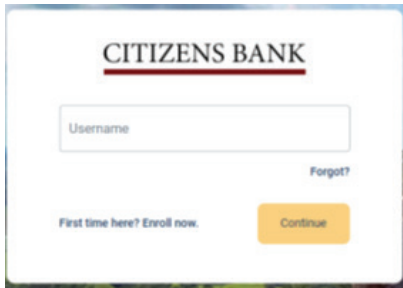 CITIZENS BANK
Username
Forgot?
First time here? Enroll now.
Continue